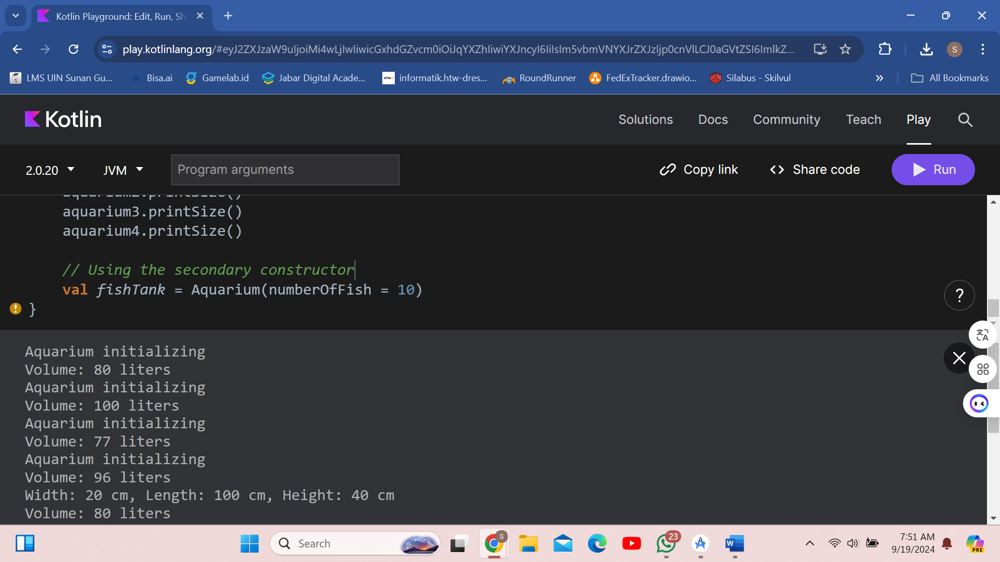 Kotlin Playground: Edit, Run, Sh
play.kotlinlang.org/#eyJ2ZXJzaW9uIjoiMi4wLjIwIiwicGxhdGZvcm0iOiJqYXZhIiwiYXJncyI6IiIsIm5vbmVNYXJrZXJzIjp0cnVlLCJ0aGVtZSI6ImlkZ...
S
LMS UIN Sunan Gu...
Bisa.ai
Gamelab.id
Jabar Digital Acade...
HTW
informatik.htw-dres...
RoundRunner
FedExTracker.drawio...
Silabus - Skilvul
»
All Bookmarks
Kotlin
Solutions
Docs
Community
Teach
Play
2.0.20
JVM
Program arguments
Copy link
<> Share code
Run
aquarium2.printSize()
aquarium3.printSize()
aquarium4.printSize()
// Using the secondary constructor
val fishTank = Aquarium(numberOfFish = 10)
}
?
Aquarium initializing
Volume: 80 liters
Aquarium initializing
Volume: 100 liters
Aquarium initializing
Volume: 77 liters
Aquarium initializing
Volume: 96 liters
Width: 20 cm, Length: 100 cm, Height: 40 cm
Volume: 80 liters
Search
S
23
W
7:51 AM
9/19/2024
PRE